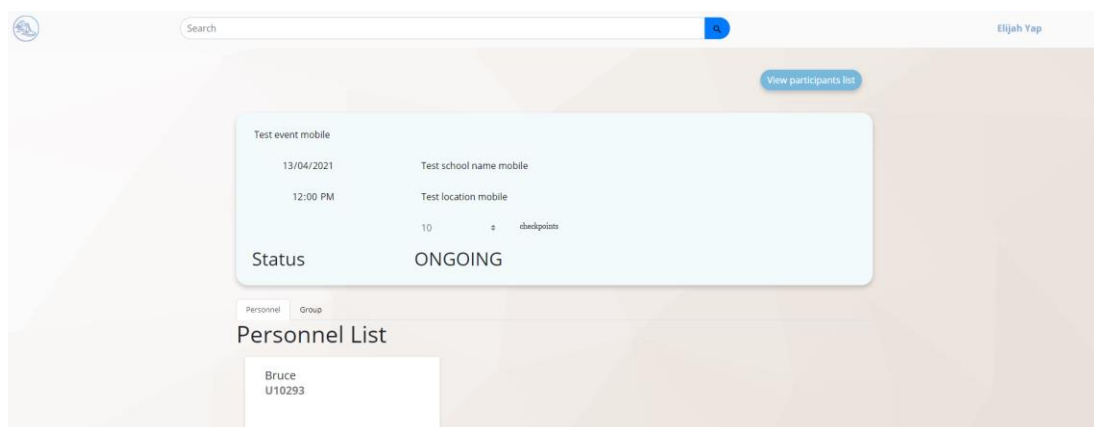 Search
Elijah Yap
View participants list
Test event mobile
13/04/2021 Test school name mobile
12:00 PM Test location mobile
10 checkpoints
Status ONGOING
Personnel Group
Personnel List
Bruce
U10293